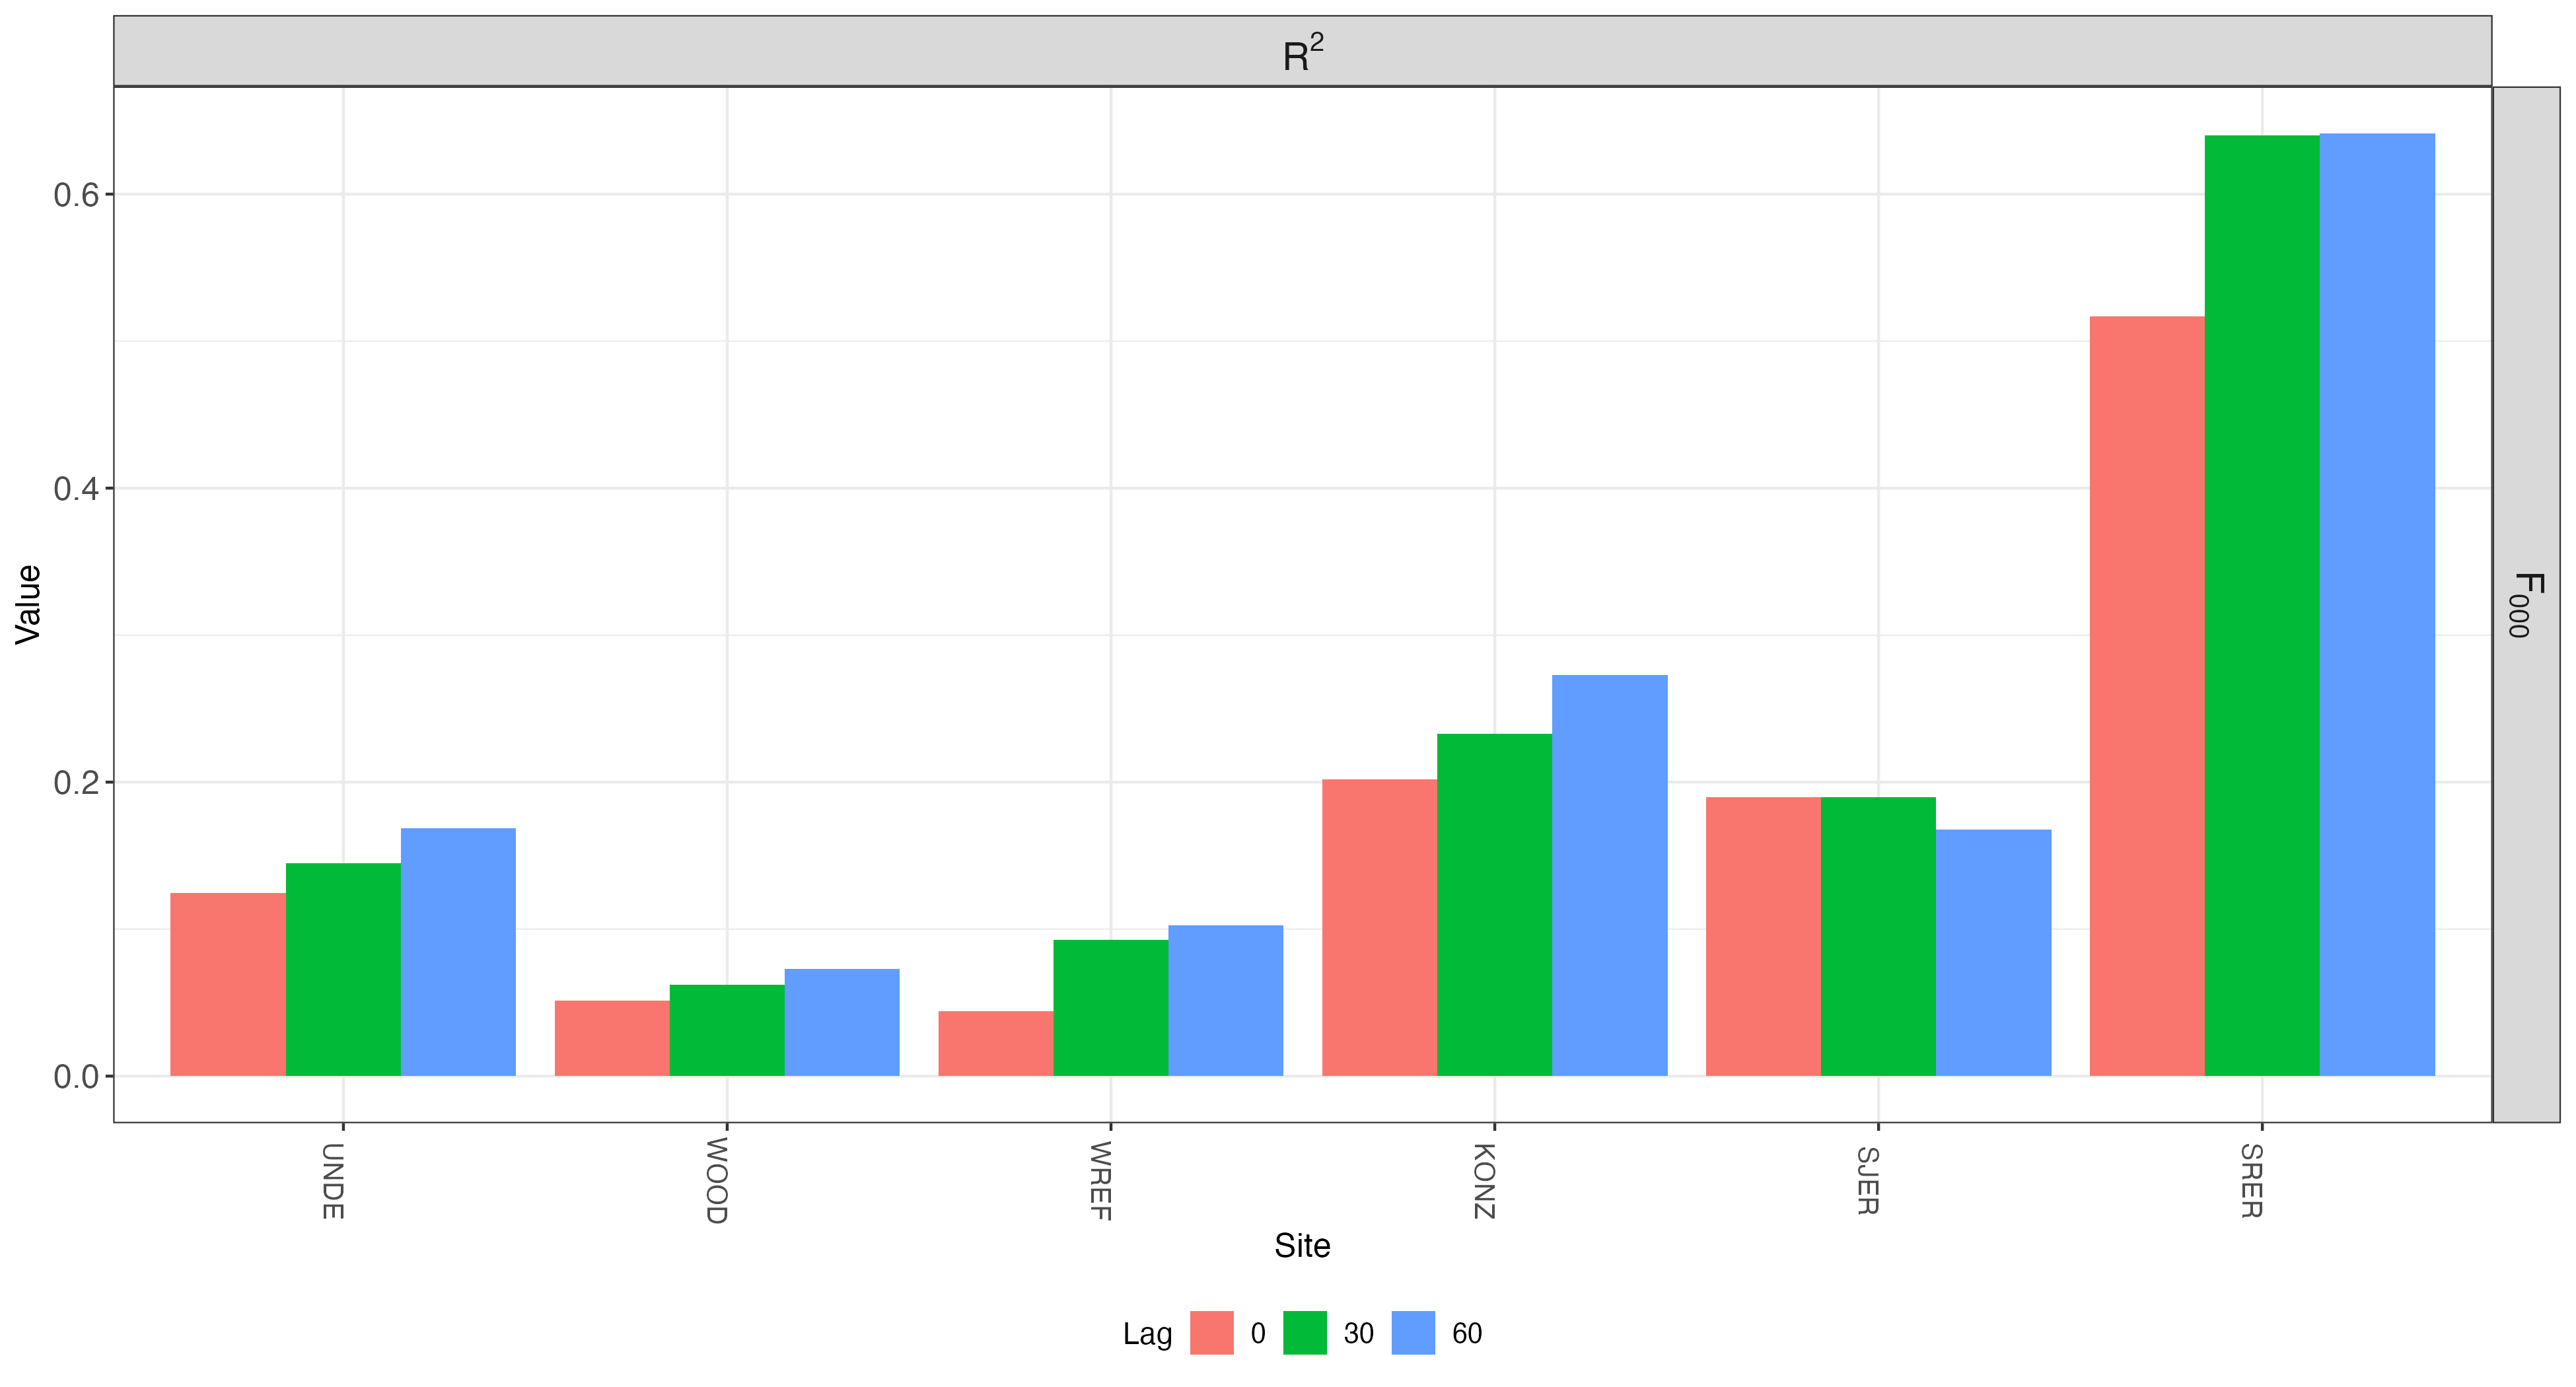 R²
F₀₀₀
Value
0.6
0.4
0.2
0.0
UNDE
WOOD
WREF
KONZ
SJER
SRER
Site
Lag 0 30 60